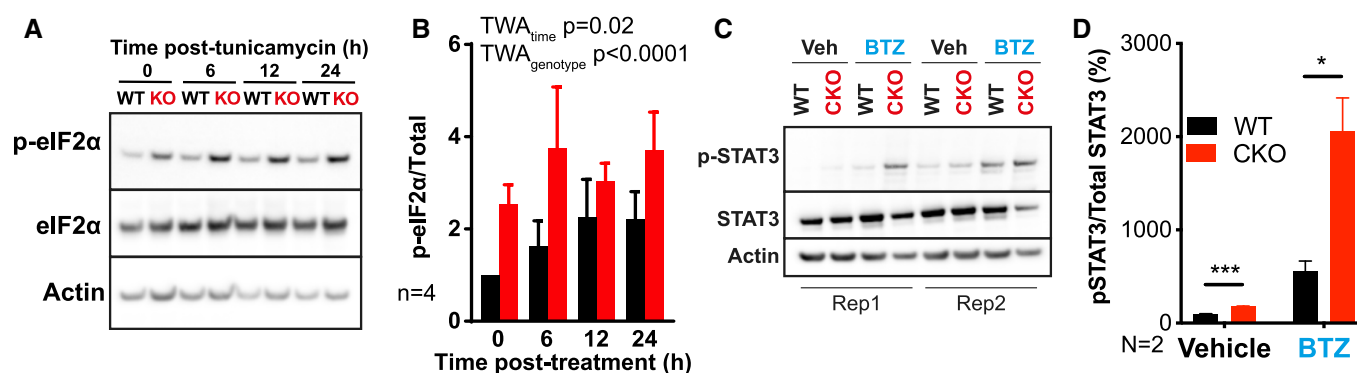 A
Time post-tunicamycin (h)
0 6 12 24
WT KO WT KO WT KO WT KO
p-eIF2α
eIF2α
Actin
B
TWAtime p=0.02
TWAgenotype p<0.0001
p-eIF2α/Total
6
4
2
0
n=4
0 6 12 24
Time post-treatment (h)
C
Veh BTZ Veh BTZ
WT CKO WT CKO WT CKO WT CKO
p-STAT3
STAT3
Actin
Rep1 Rep2
D
pSTAT3/Total STAT3 (%)
3000
2000
1000
0
*
WT
CKO
***
N=2
Vehicle BTZ